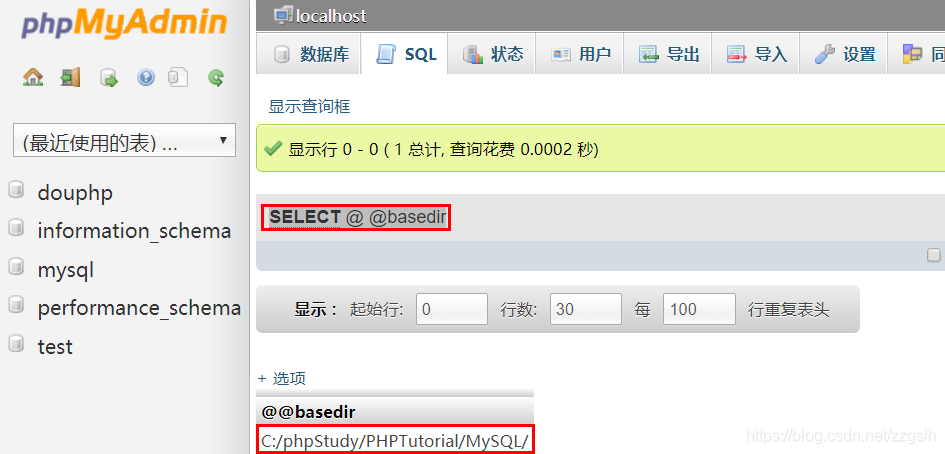 phpMyAdmin
localhost
数据库 SQL 状态 用户 导出 导入 设置 同
(最近使用的表) ...
douphp
information_schema
mysql
performance_schema
test
显示查询框
显示行 0 - 0 ( 1 总计, 查询花费 0.0002 秒)
SELECT @ @basedir
显示 : 起始行: 0 行数: 30 每 100 行重复表头
+ 选项
@@basedir
C:/phpStudy/PHPTutorial/MySQL/
https://blog.csdn.net/zzgslh